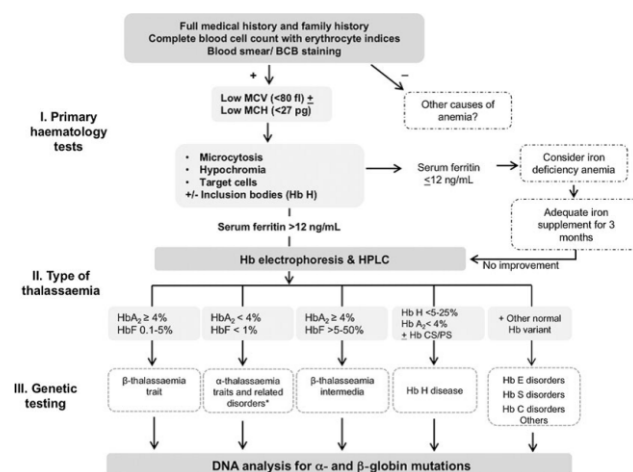 Full medical history and family history
Complete blood cell count with erythrocyte indices
Blood smear/ BCB staining
+
–
I. Primary
haematology
tests
Low MCV (<80 fl) ±
Low MCH (<27 pg)
Other causes of
anemia?
• Microcytosis
• Hypochromia
• Target cells
+/- Inclusion bodies (Hb H)
Serum ferritin
≤12 ng/mL
Consider iron
deficiency anemia
Serum ferritin >12 ng/mL
Adequate iron
supplement for 3
months
No improvement
Hb electrophoresis & HPLC
II. Type of
thalassaemia
HbA₂ ≥ 4%
HbF 0.1-5%
HbA₂ < 4%
HbF < 1%
HbA₂ ≥ 4%
HbF >5-50%
Hb H <5-25%
Hb A₂< 4%
± Hb CS/PS
+ Other normal
Hb variant
III. Genetic
testing
β-thalassaemia
trait
α-thalassaemia
traits and related
disorders*
β-thalasseamia
intermedia
Hb H disease
Hb E disorders
Hb S disorders
Hb C disorders
Others
DNA analysis for α- and β-globin mutations